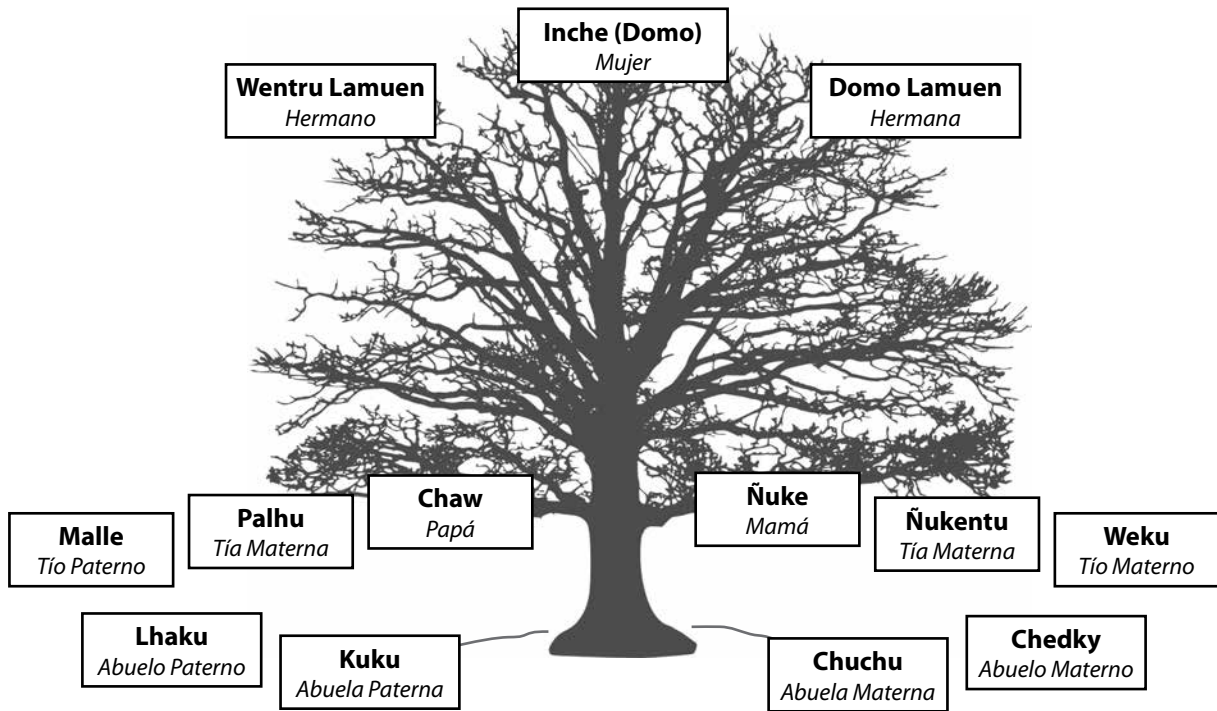 Inche (Domo)
Mujer
Wentru Lamuen
Hermano
Domo Lamuen
Hermana
Chaw
Papá
Ñuke
Mamá
Palhu
Tía Materna
Ñukentu
Tía Materna
Malle
Tío Paterno
Weku
Tío Materno
Lhaku
Abuelo Paterno
Kuku
Abuela Paterna
Chuchu
Abuela Materna
Chedky
Abuelo Materno